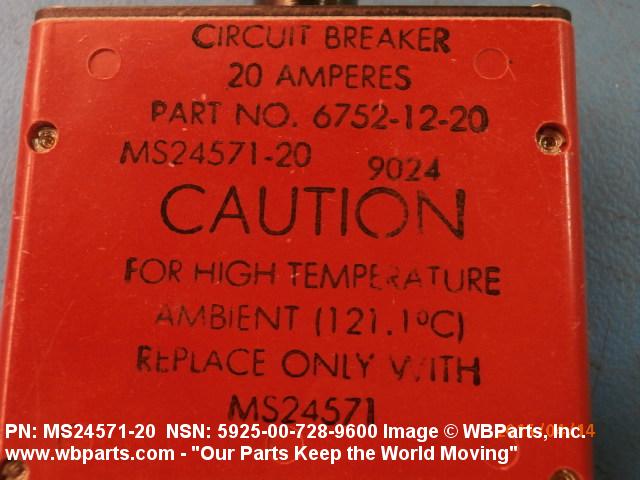 CIRCUIT BREAKER
20 AMPERES
PART NO. 6752-12-20
MS24571-20 9024
CAUTION
FOR HIGH TEMPERATURE
AMBIENT (121.1ºC)
REPLACE ONLY WITH
MS24571
PN: MS24571-20 NSN: 5925-00-728-9600 Image © WBParts, Inc.
www.wbparts.com - "Our Parts Keep the World Moving"